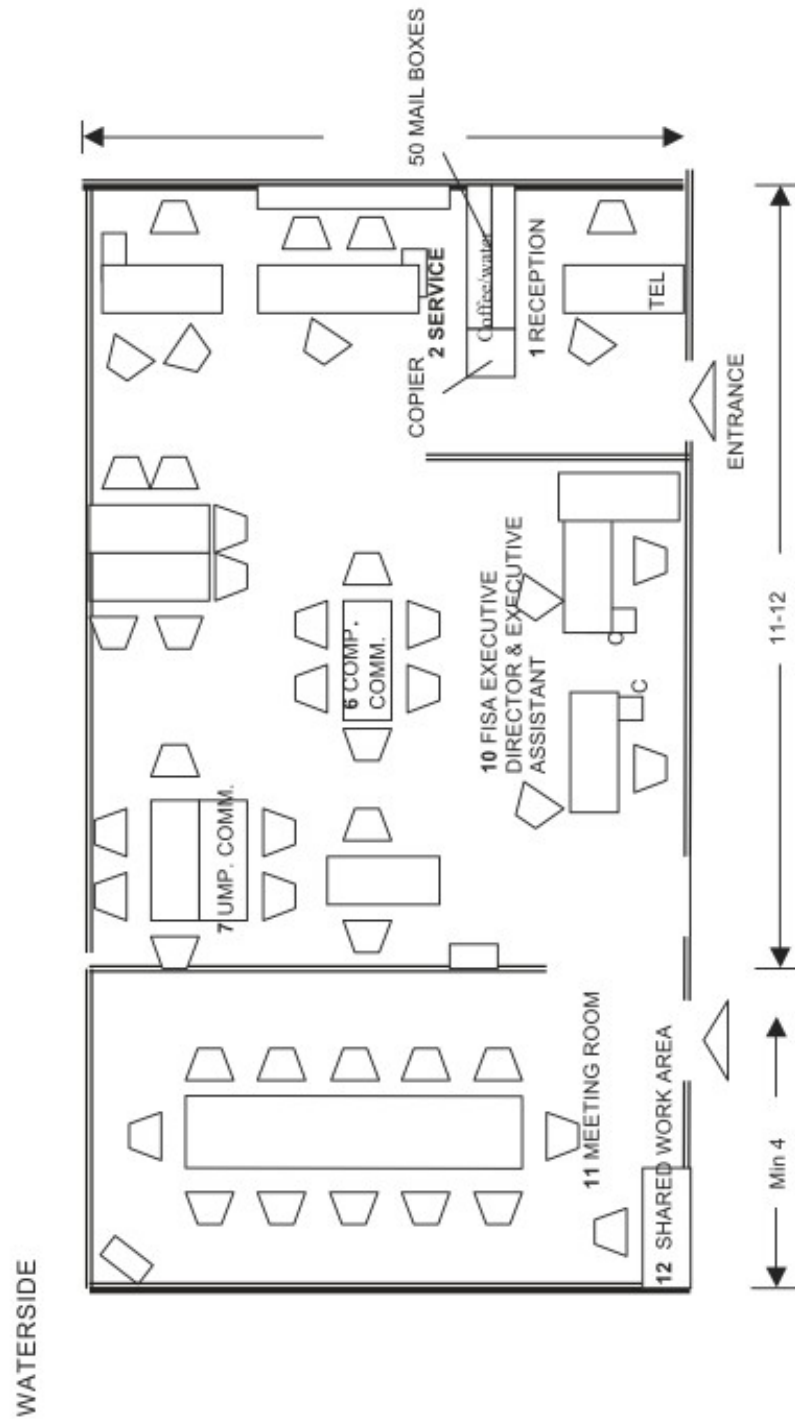 WATERSIDE
7 UMP. COMM.
6 COMP.
COMM.
COPIER
2 SERVICE
Coffee/water
50 MAIL BOXES
1 RECEPTION
TEL
10 FISA EXECUTIVE
DIRECTOR & EXECUTIVE
ASSISTANT
C
C
11 MEETING ROOM
12 SHARED WORK AREA
ENTRANCE
Min 4
11-12